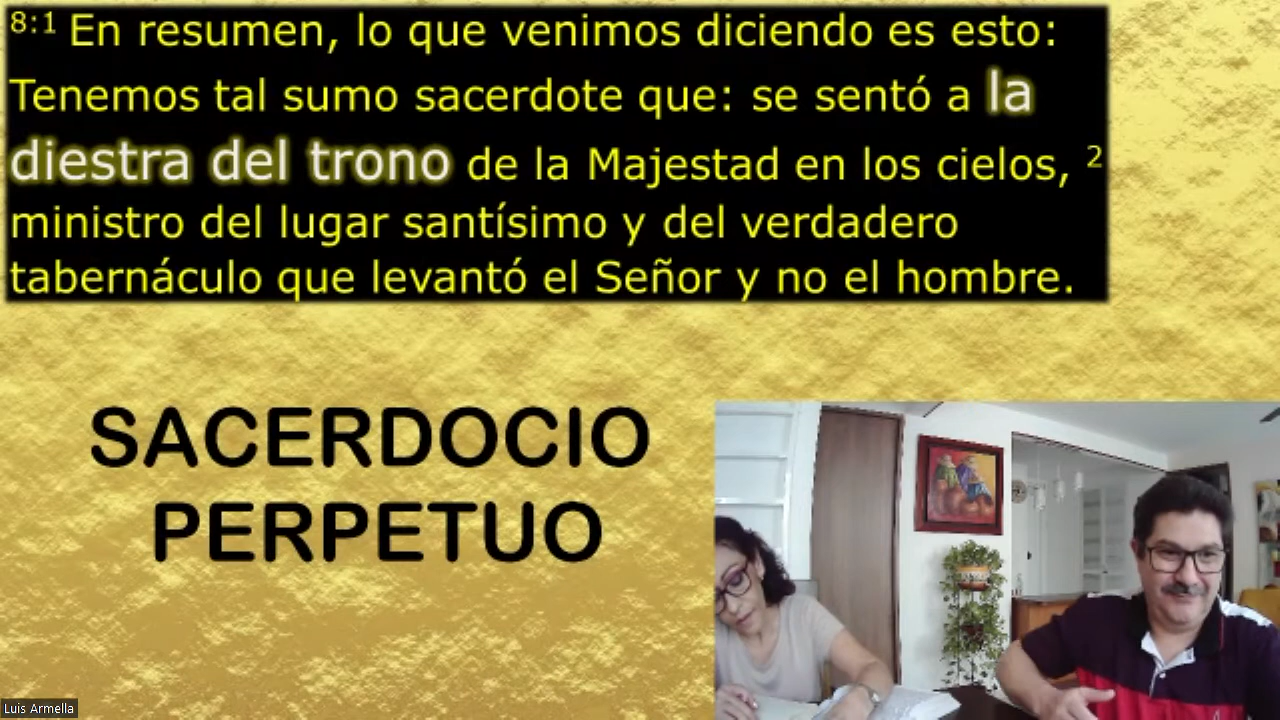 8:1 En resumen, lo que venimos diciendo es esto:
Tenemos tal sumo sacerdote que: se sentó a la
diestra del trono de la Majestad en los cielos, 2
ministro del lugar santísimo y del verdadero
tabernáculo que levantó el Señor y no el hombre.
SACERDOCIO
PERPETUO
Luis Armella